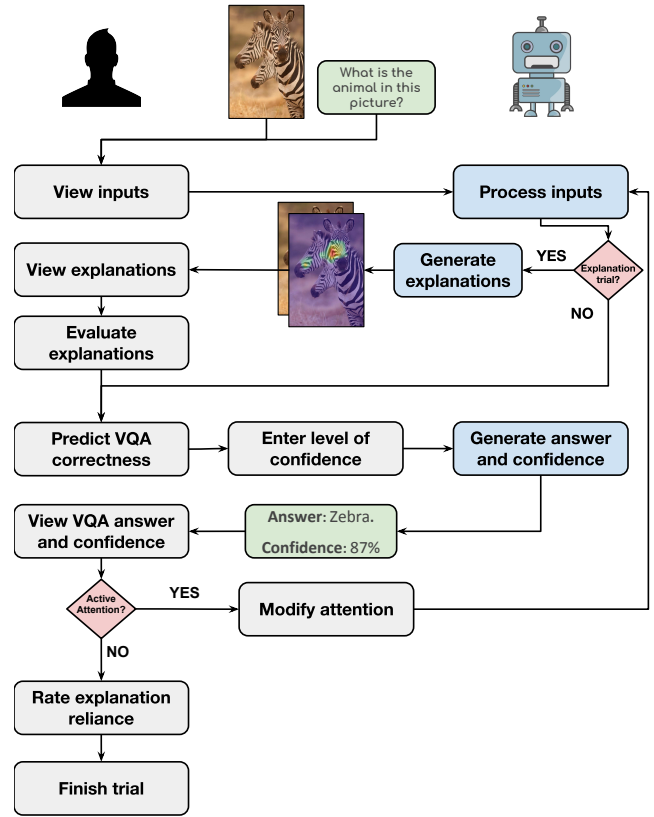 What is the
animal in this
picture?
View inputs
Process inputs
View explanations
Generate
explanations
YES
Explanation
trial?
NO
Evaluate
explanations
Predict VQA
correctness
Enter level of
confidence
Generate answer
and confidence
View VQA answer
and confidence
Answer: Zebra.
Confidence: 87%
Active
Attention?
YES
Modify attention
NO
Rate explanation
reliance
Finish trial